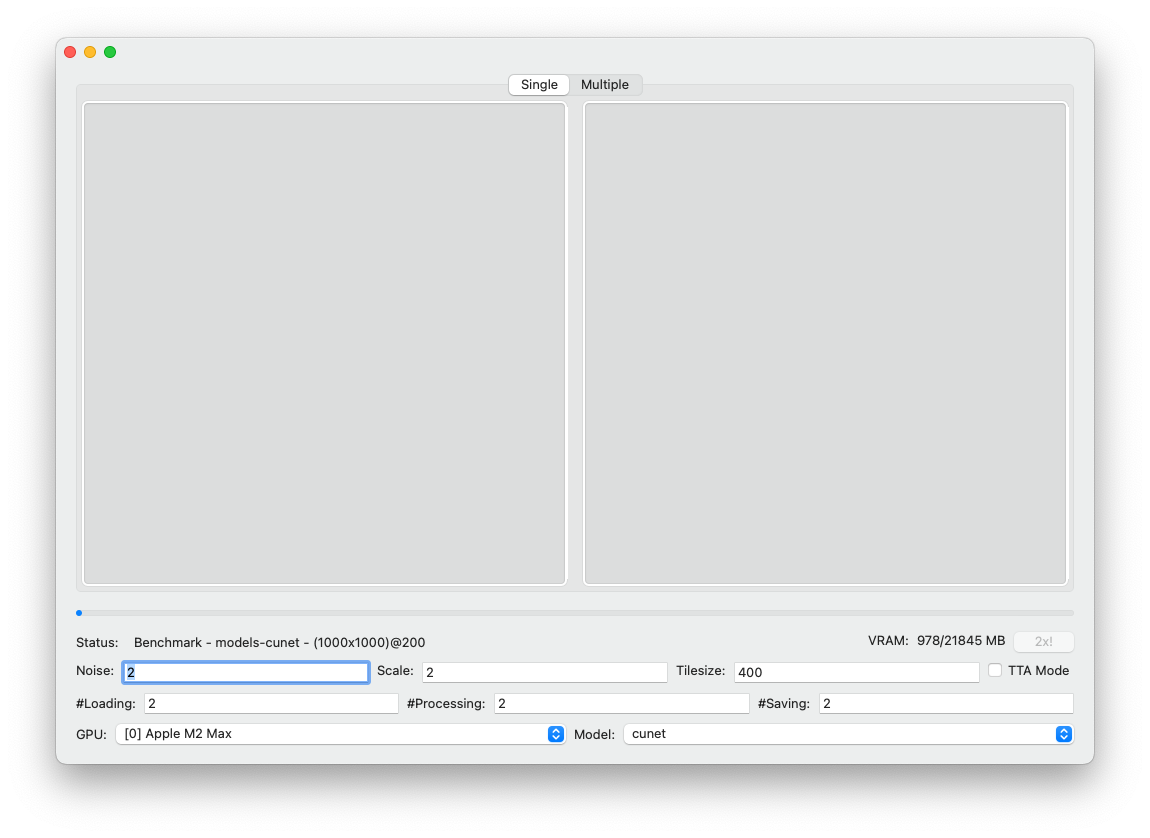 Single Multiple
Status: Benchmark - models-cunet - (1000x1000)@200 VRAM: 978/21845 MB 2x!
Noise: 2 Scale: 2 Tilesize: 400 TTA Mode
#Loading: 2 #Processing: 2 #Saving: 2
GPU: [0] Apple M2 Max Model: cunet